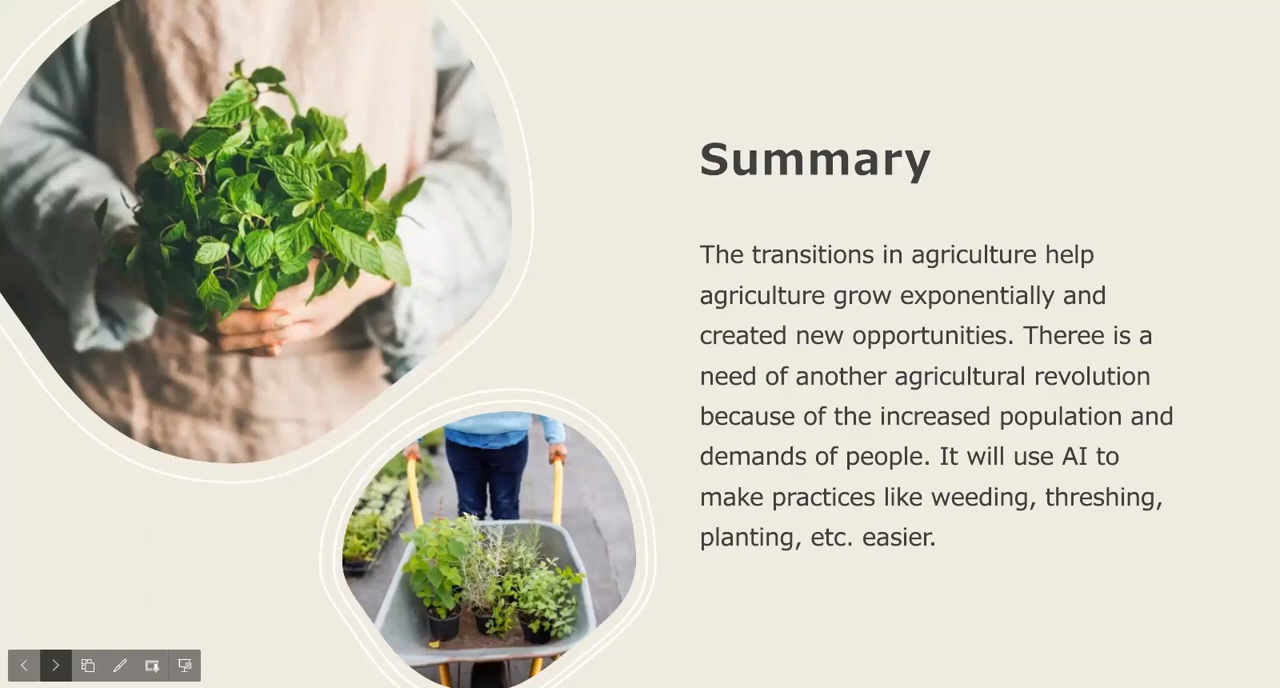 Summary
The transitions in agriculture help
agriculture grow exponentially and
created new opportunities. Theree is a
need of another agricultural revolution
because of the increased population and
demands of people. It will use AI to
make practices like weeding, threshing,
planting, etc. easier.